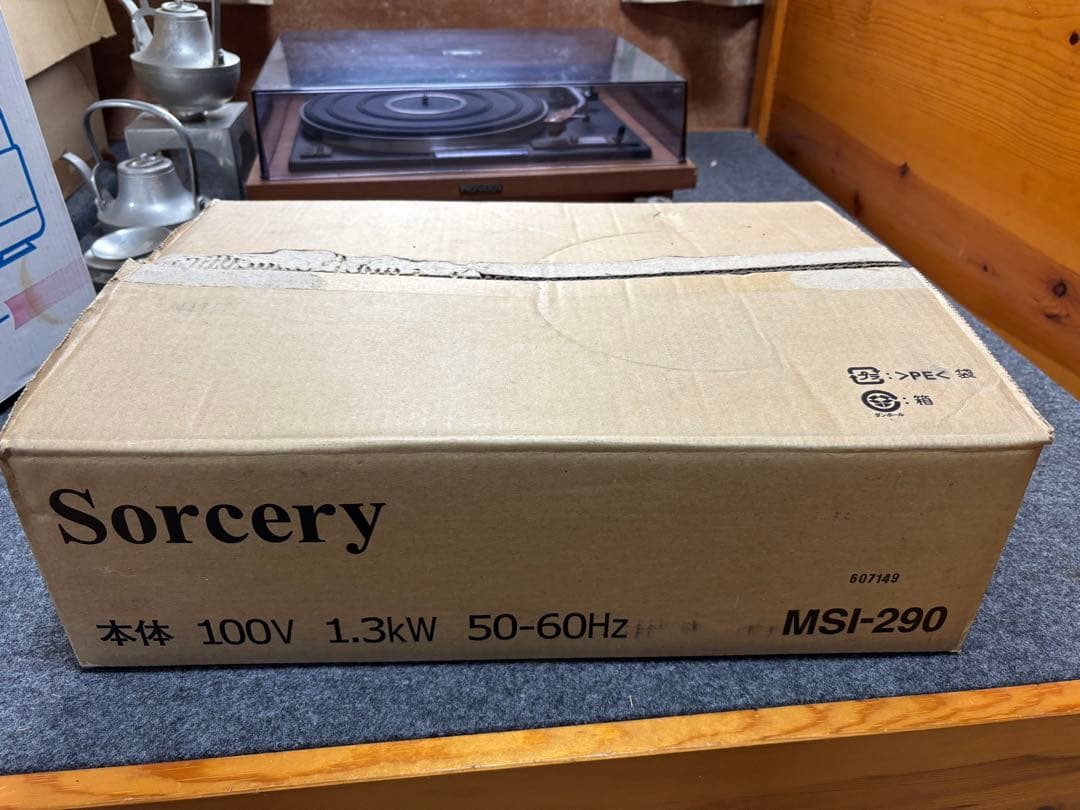 プラ:>PE< 袋
:箱
ダンボール
Sorcery
607149
本体 100V 1.3kW 50-60Hz
MSI-290
PIONEER